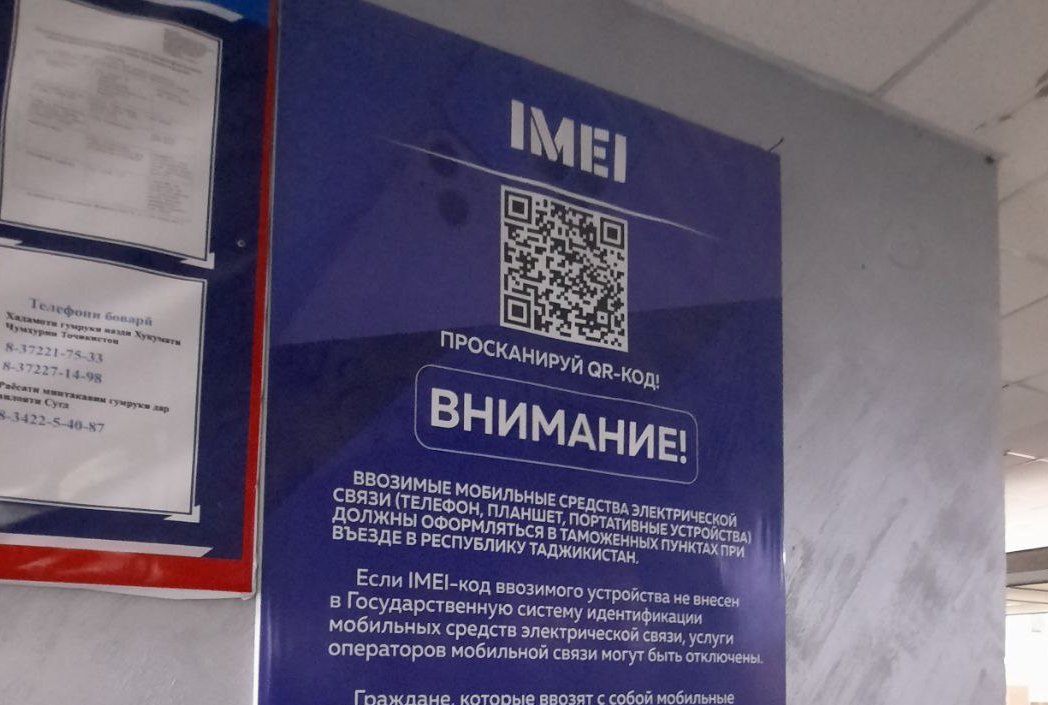 Телефони боварӣ
Хадамоти гумруки назди Ҳукумати
Ҷумҳурии Тоҷикистон
8-37221-75-33
8-37227-14-98
Раёсати минтақавии гумруки дар
вилояти Суғд
8-3422-5-40-87
IMEI
ПРОСКАНИРУЙ QR-КОД!
ВНИМАНИЕ!
ВВОЗИМЫЕ МОБИЛЬНЫЕ СРЕДСТВА ЭЛЕКТРИЧЕСКОЙ
СВЯЗИ (ТЕЛЕФОН, ПЛАНШЕТ, ПОРТАТИВНЫЕ УСТРОЙСТВА)
ДОЛЖНЫ ОФОРМЛЯТЬСЯ В ТАМОЖЕННЫХ ПУНКТАХ ПРИ
ВЪЕЗДЕ В РЕСПУБЛИКУ ТАДЖИКИСТАН.
Если IMEI-код ввозимого устройства не внесен
в Государственную систему идентификации
мобильных средств электрической связи, услуги
операторов мобильной связи могут быть отключены.
Граждане, которые ввозят с собой мобильные